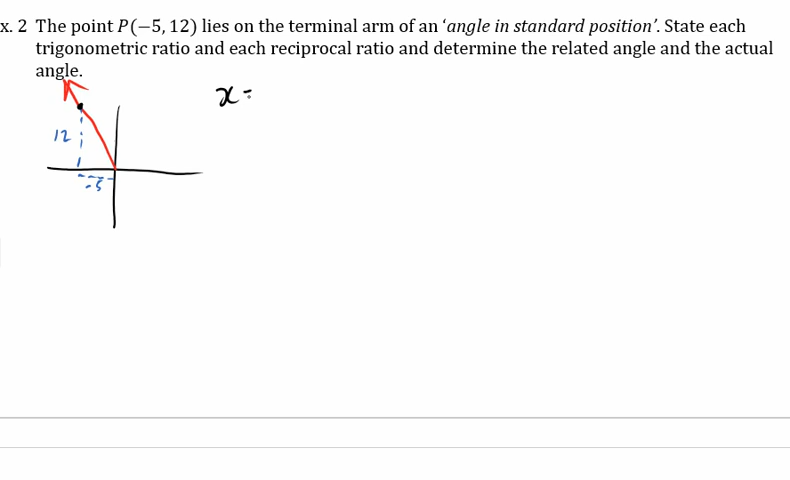 x. 2 The point P(−5, 12) lies on the terminal arm of an ‘angle in standard position’. State each
trigonometric ratio and each reciprocal ratio and determine the related angle and the actual
angle.
x =
12
-5